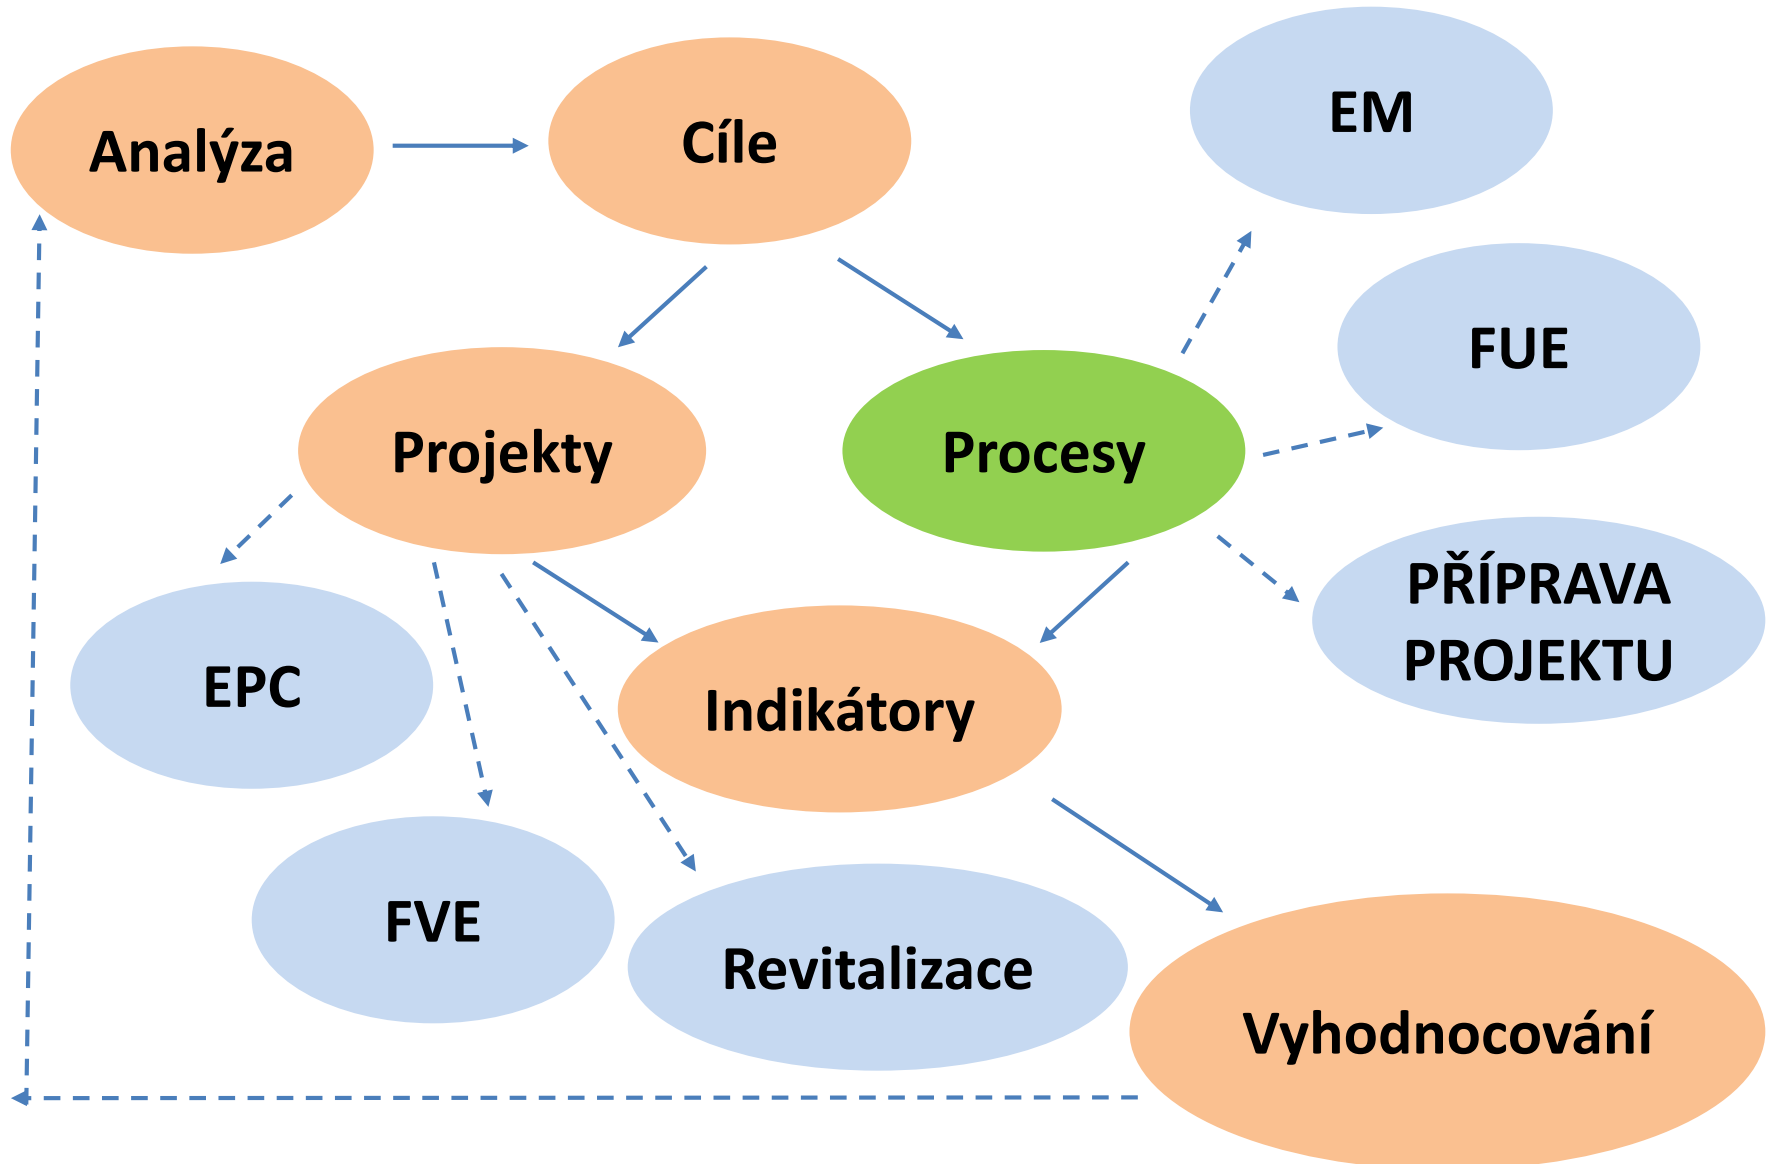 Analýza
Cíle
EM
FUE
Projekty
Procesy
PŘÍPRAVA
PROJEKTU
EPC
Indikátory
FVE
Revitalizace
Vyhodnocování